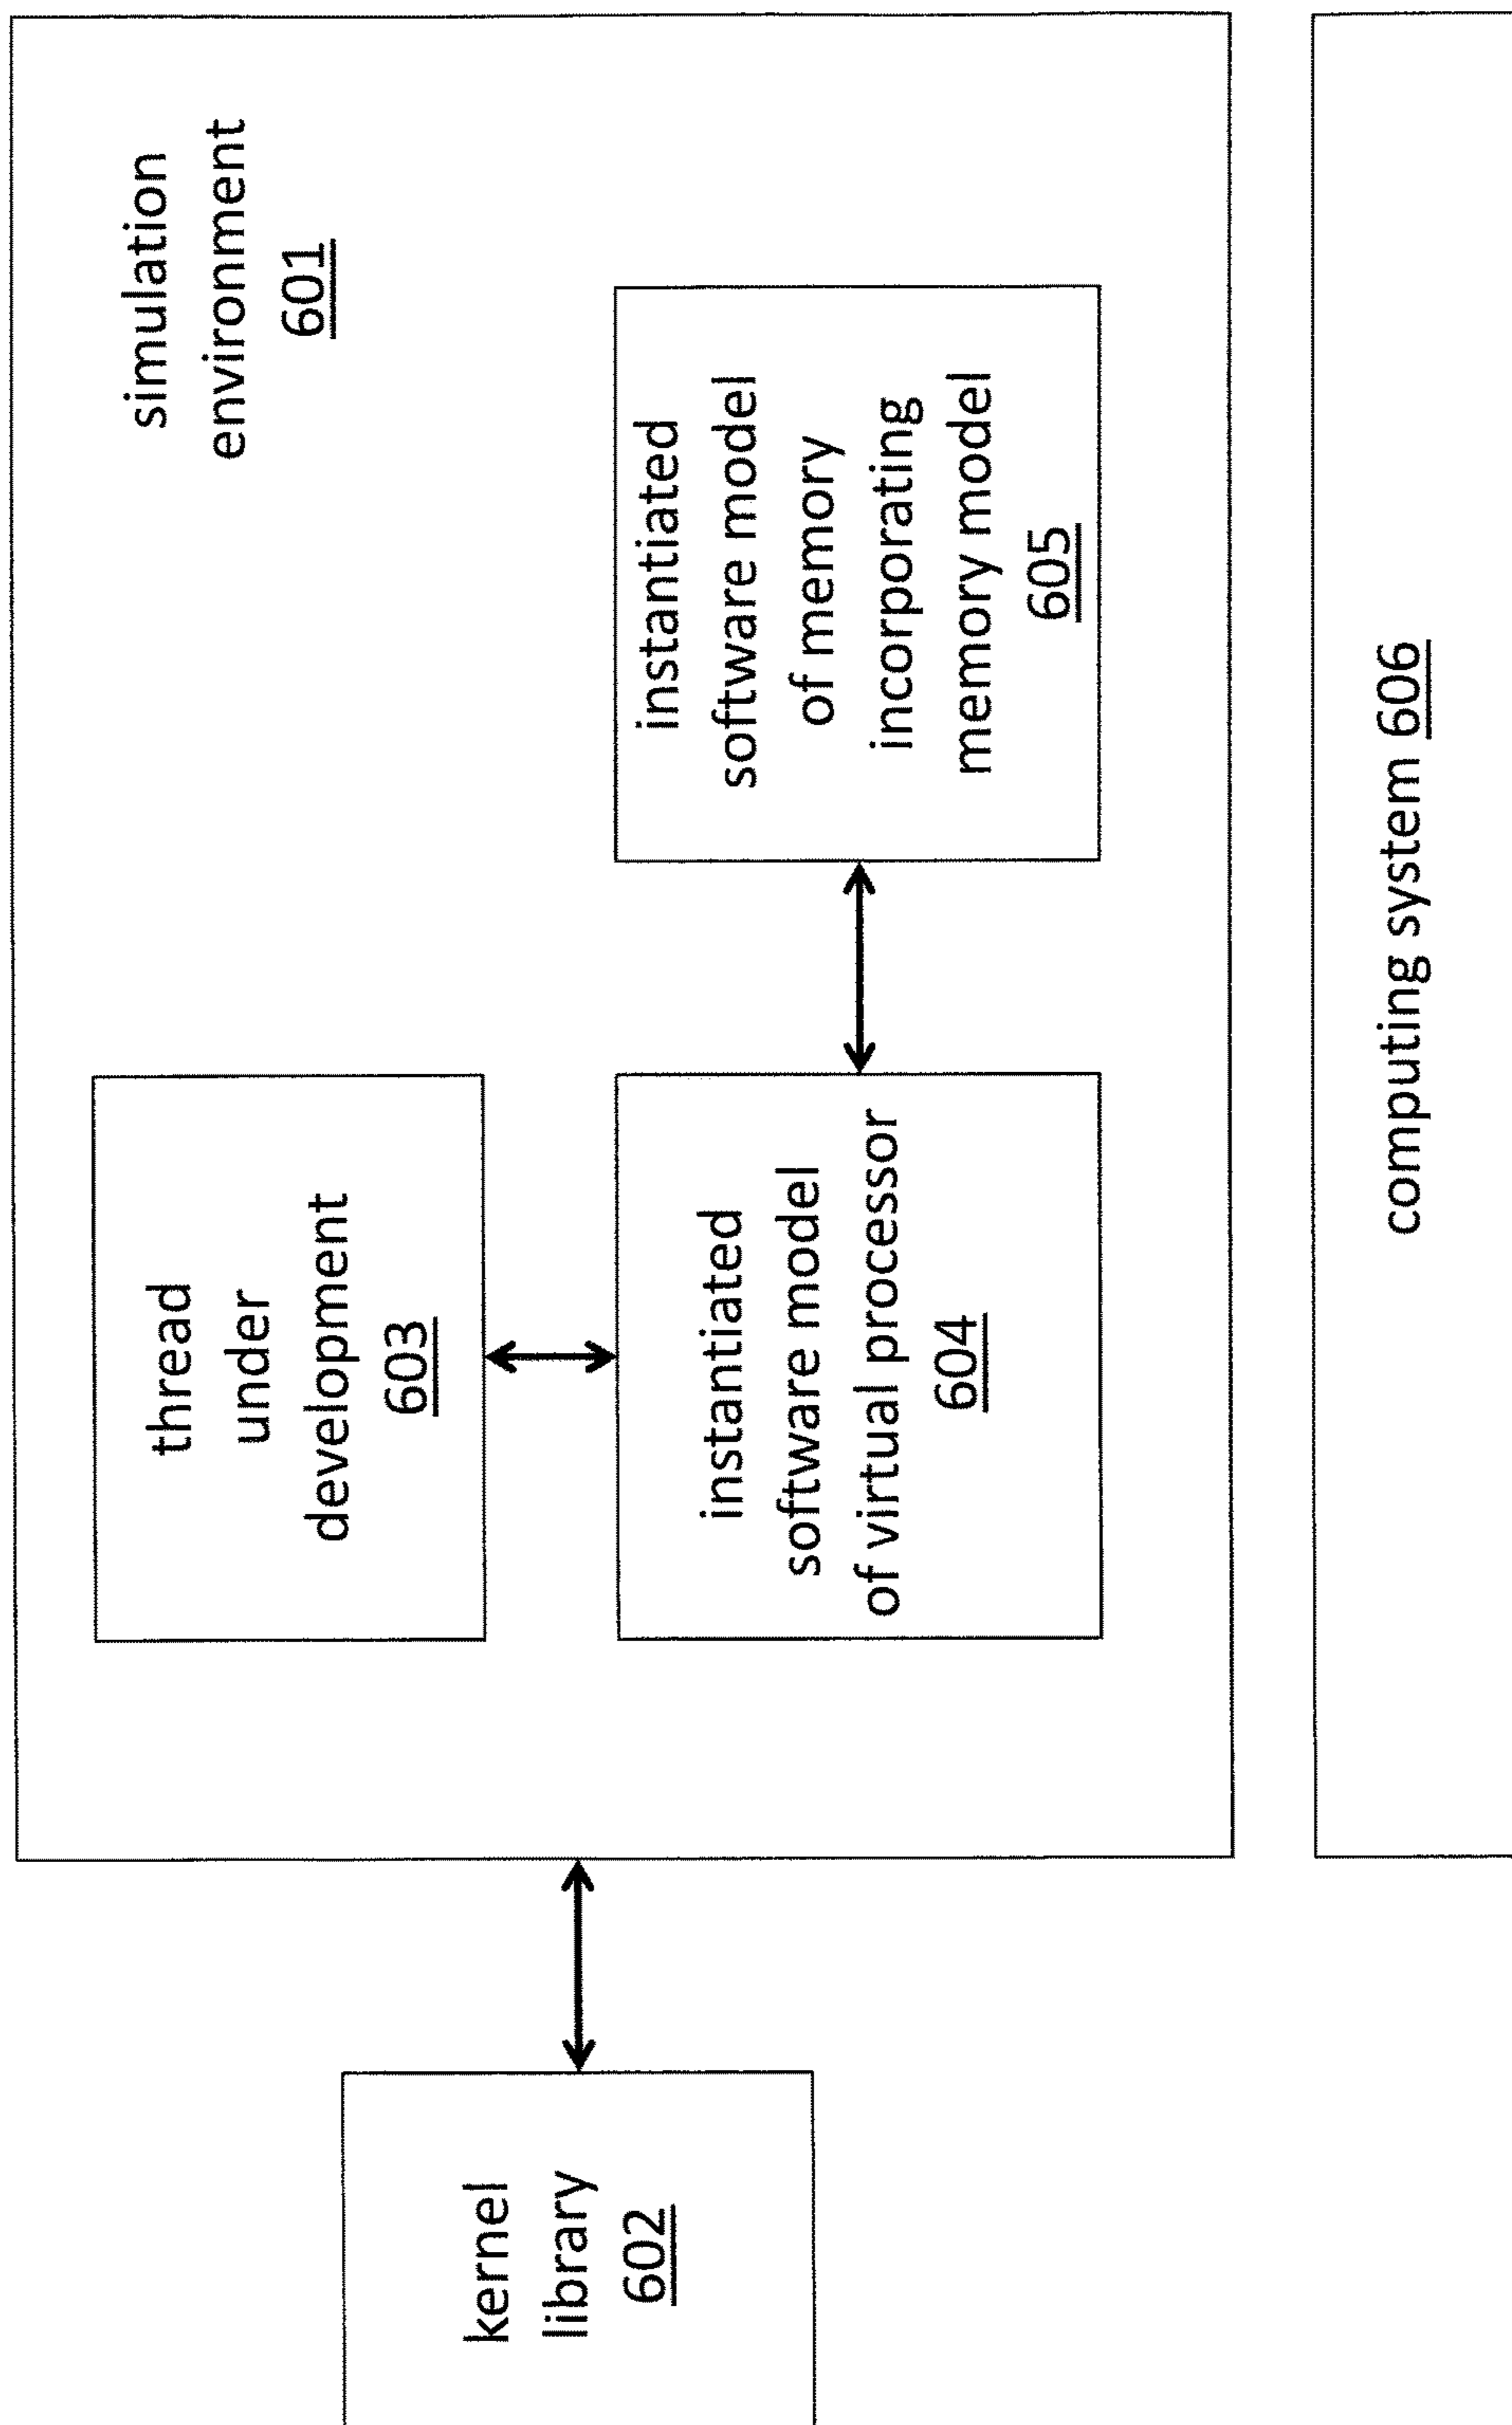 simulation
environment
601
kernel
library
602
thread
under
development
603
instantiated
software model
of virtual processor
604
instantiated
software model
of memory
incorporating
memory model
605
computing system 606